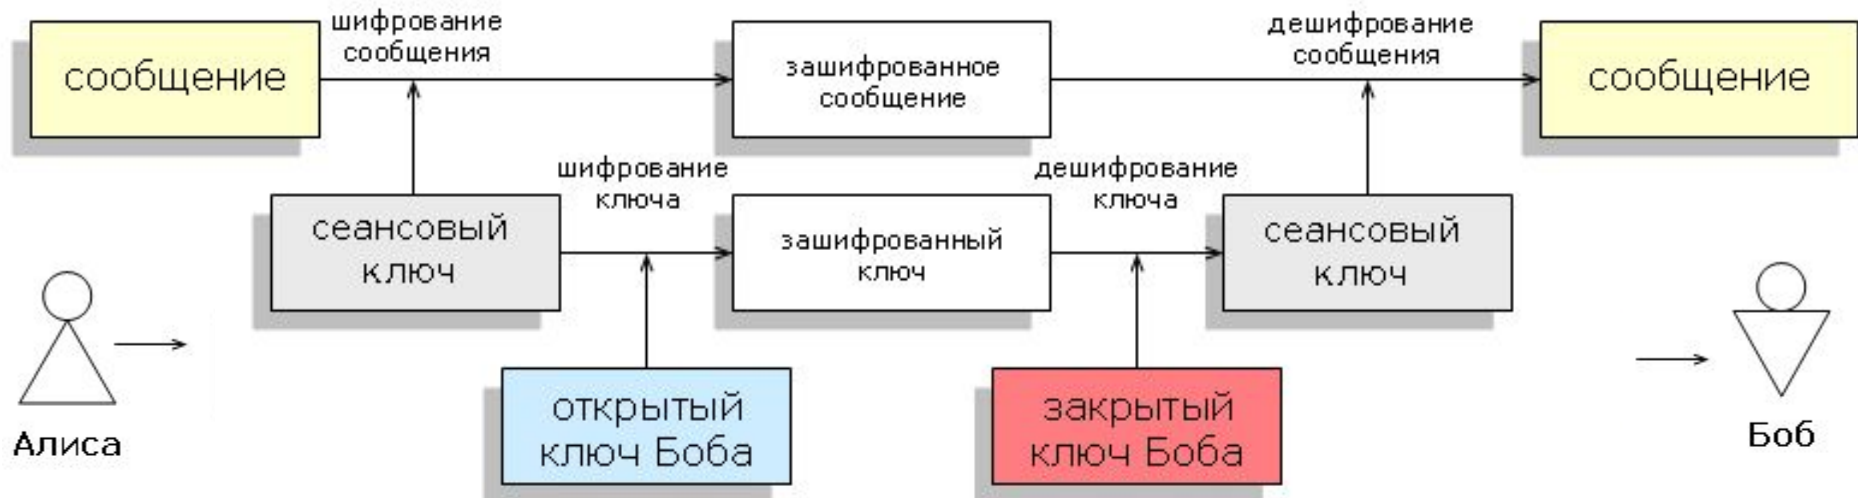 шифрование
сообщения
дешифрование
сообщения
сообщение
зашифрованное
сообщение
сообщение
шифрование
ключа
дешифрование
ключа
сеансовый
ключ
зашифрованный
ключ
сеансовый
ключ
открытый
ключ Боба
закрытый
ключ Боба
Алиса
Боб